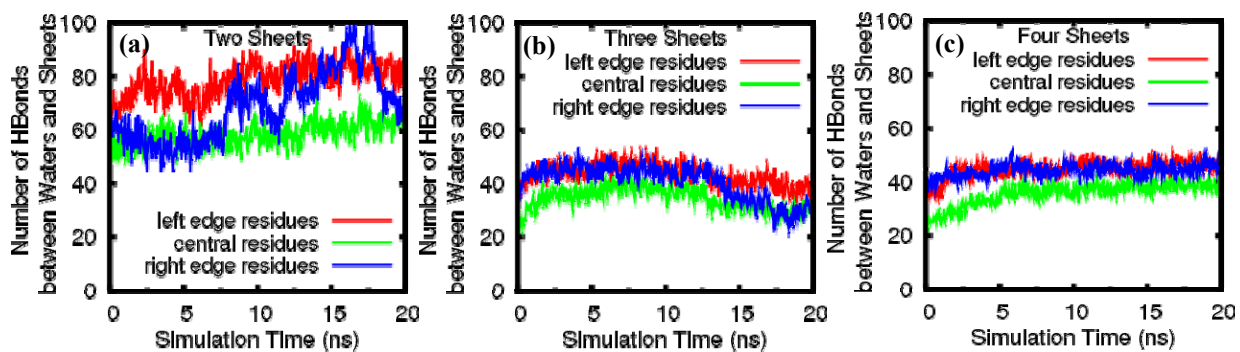 Number of HBonds
between Waters and Sheets
100
80
60
40
20
0
(a)
Two Sheets
left edge residues
central residues
right edge residues
0 5 10 15 20
Simulation Time (ns)
Number of HBonds
between Waters and Sheets
100
80
60
40
20
0
(b)
Three Sheets
left edge residues
central residues
right edge residues
0 5 10 15 20
Simulation Time (ns)
Number of HBonds
between Waters and Sheets
100
80
60
40
20
0
(c)
Four Sheets
left edge residues
central residues
right edge residues
0 5 10 15 20
Simulation Time (ns)